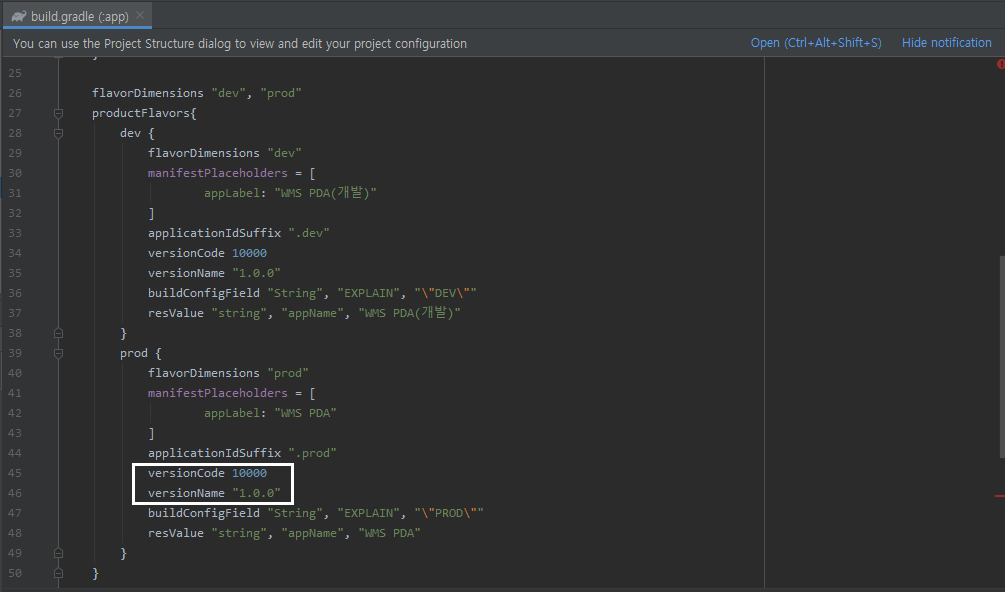 build.gradle (:app)
You can use the Project Structure dialog to view and edit your project configuration
Open (Ctrl+Alt+Shift+S) Hide notification
25
26 flavorDimensions "dev", "prod"
27 productFlavors{
28 dev {
29 flavorDimensions "dev"
30 manifestPlaceholders = [
31 appLabel: "WMS PDA(개발)"
32 ]
33 applicationIdSuffix ".dev"
34 versionCode 10000
35 versionName "1.0.0"
36 buildConfigField "String", "EXPLAIN", "\"DEV\""
37 resValue "string", "appName", "WMS PDA(개발)"
38 }
39 prod {
40 flavorDimensions "prod"
41 manifestPlaceholders = [
42 appLabel: "WMS PDA"
43 ]
44 applicationIdSuffix ".prod"
45 versionCode 10000
46 versionName "1.0.0"
47 buildConfigField "String", "EXPLAIN", "\"PROD\""
48 resValue "string", "appName", "WMS PDA"
49 }
50 }